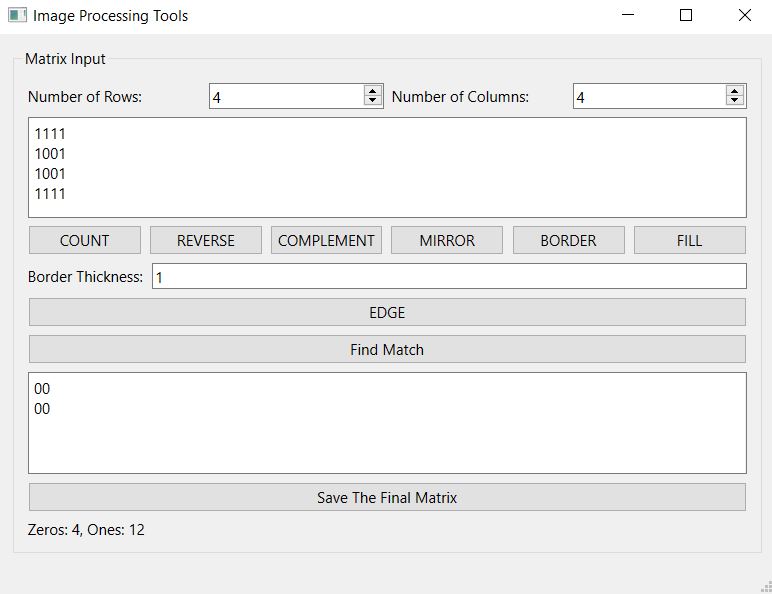 Image Processing Tools
Matrix Input
Number of Rows: 4 Number of Columns: 4
1111
1001
1001
1111
COUNT REVERSE COMPLEMENT MIRROR BORDER FILL
Border Thickness: 1
EDGE
Find Match
00
00
Save The Final Matrix
Zeros: 4, Ones: 12